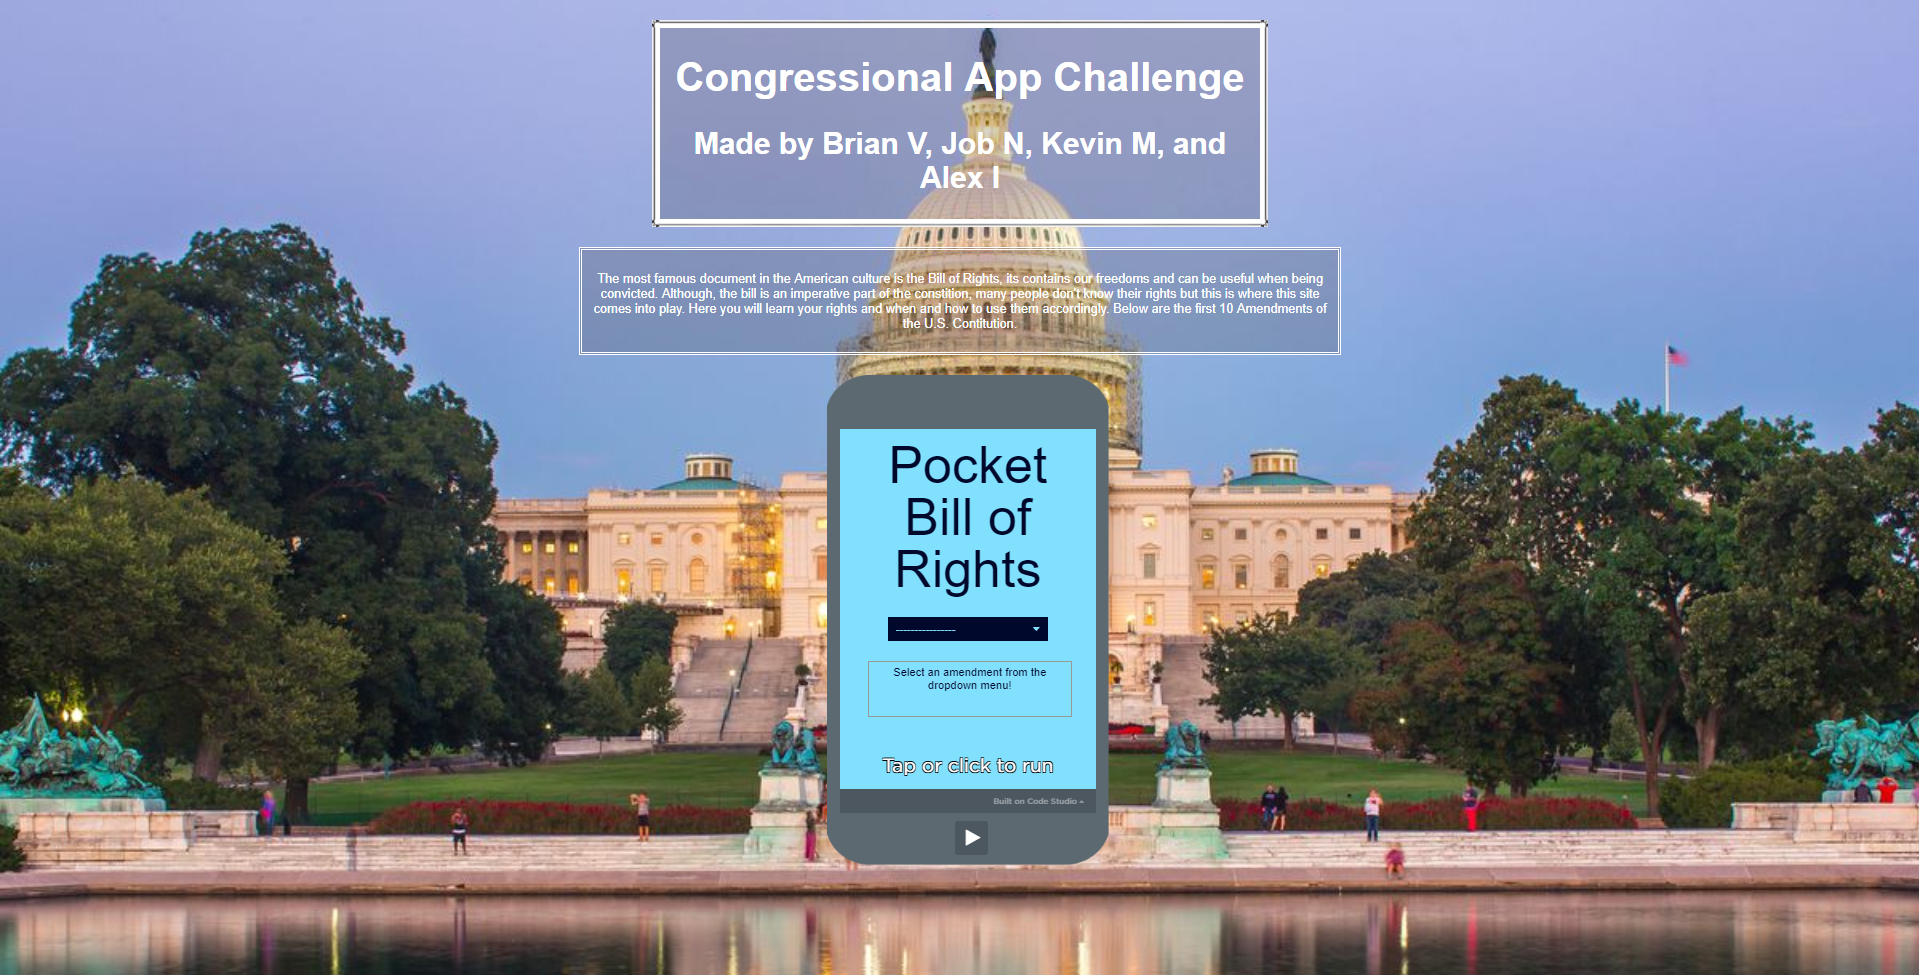 Congressional App Challenge
Made by Brian V, Job N, Kevin M, and
Alex I
The most famous document in the American culture is the Bill of Rights, its contains our freedoms and can be useful when being
convicted. Although, the bill is an imperative part of the constition, many people don't know their rights but this is where this site
comes into play. Here you will learn your rights and when and how to use them accordingly. Below are the first 10 Amendments of
the U.S. Contitution.
Pocket
Bill of
Rights
----------------
Select an amendment from the
dropdown menu!
Tap or click to run
Built on Code Studio